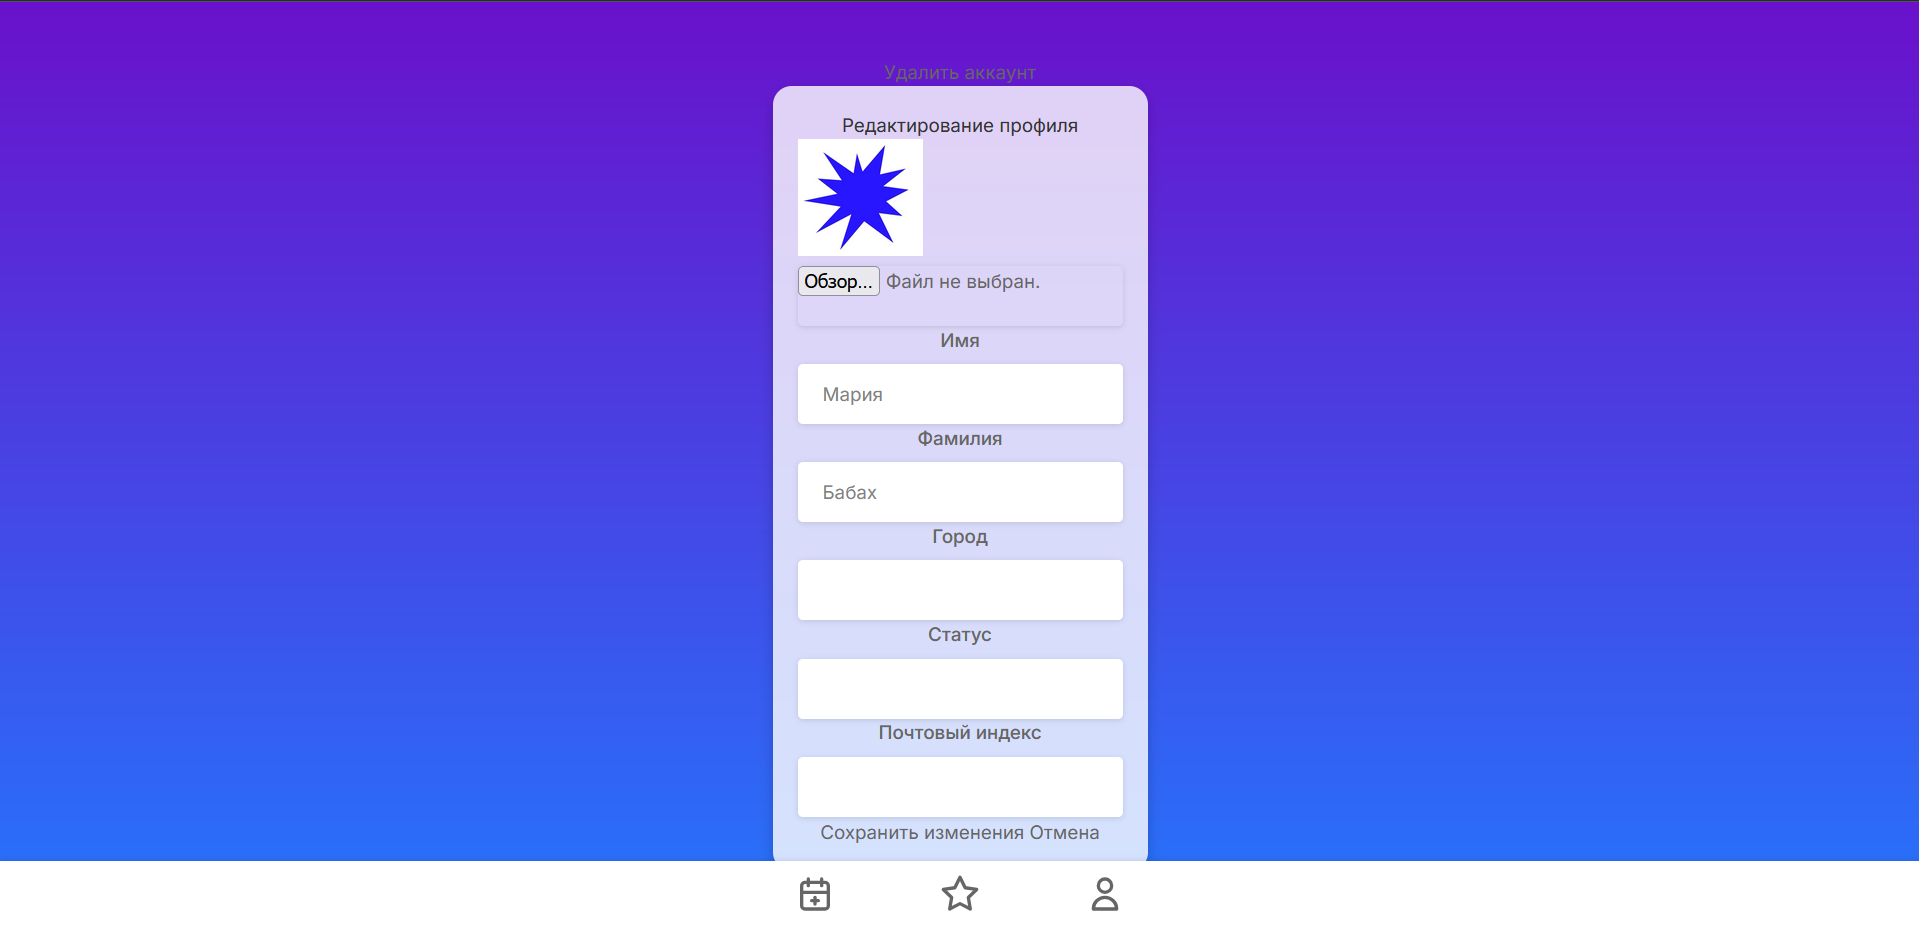 Удалить аккаунт
Редактирование профиля
Обзор... Файл не выбран.
Имя
Мария
Фамилия
Бабах
Город
Статус
Почтовый индекс
Сохранить изменения Отмена